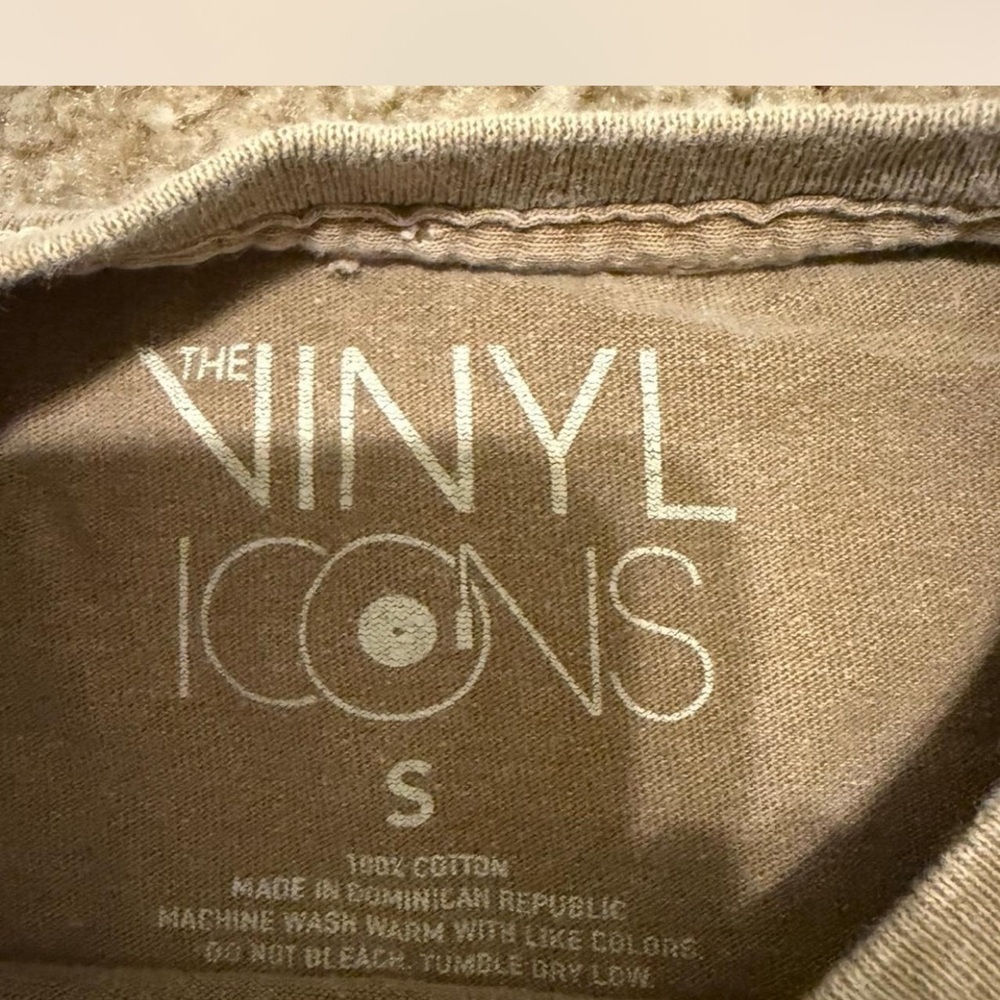 THE
VINYL
ICONS
S
100% COTTON
MADE IN DOMINICAN REPUBLIC
MACHINE WASH WARM WITH LIKE COLORS.
DO NOT BLEACH. TUMBLE DRY LOW.